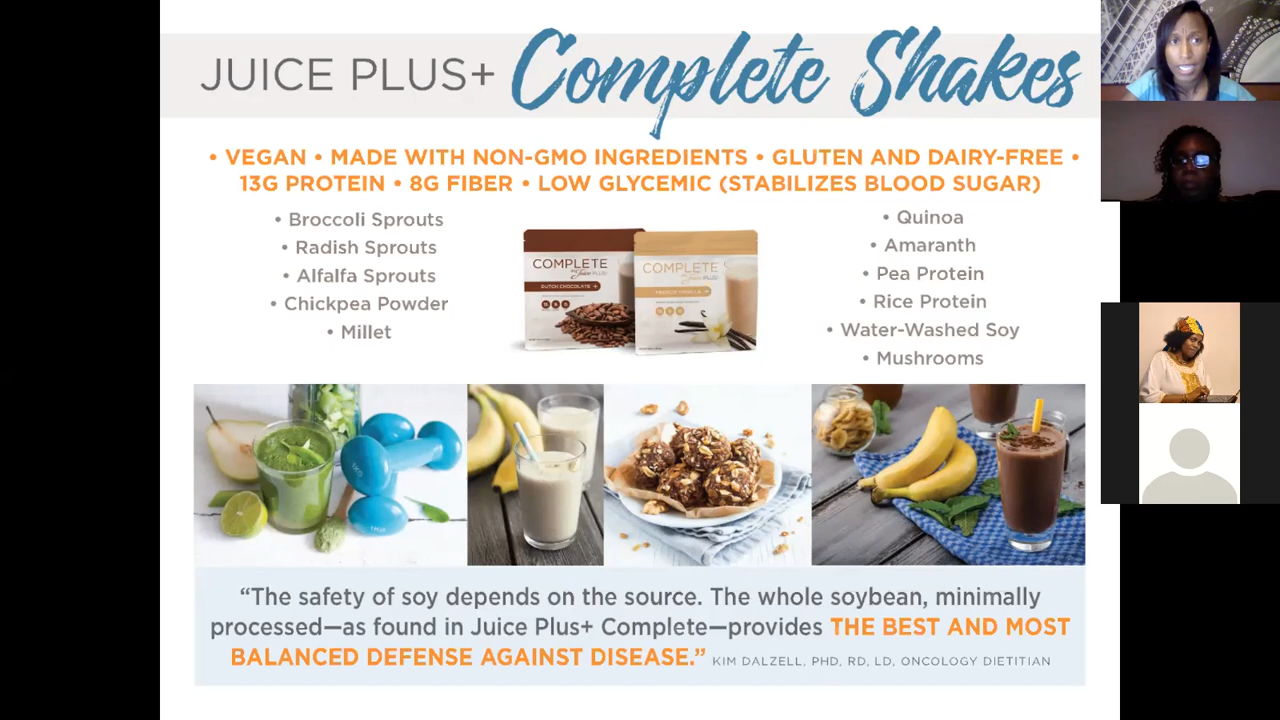 JUICE PLUS+ Complete Shakes
• VEGAN • MADE WITH NON-GMO INGREDIENTS • GLUTEN AND DAIRY-FREE •
13G PROTEIN • 8G FIBER • LOW GLYCEMIC (STABILIZES BLOOD SUGAR)
• Broccoli Sprouts
• Radish Sprouts
• Alfalfa Sprouts
• Chickpea Powder
• Millet
COMPLETE
by Juice PLUS+
DUTCH CHOCOLATE +
COMPLETE
by Juice PLUS+
FRENCH VANILLA +
• Quinoa
• Amaranth
• Pea Protein
• Rice Protein
• Water-Washed Soy
• Mushrooms
“The safety of soy depends on the source. The whole soybean, minimally
processed—as found in Juice Plus+ Complete—provides THE BEST AND MOST
BALANCED DEFENSE AGAINST DISEASE.” KIM DALZELL, PHD, RD, LD, ONCOLOGY DIETITIAN